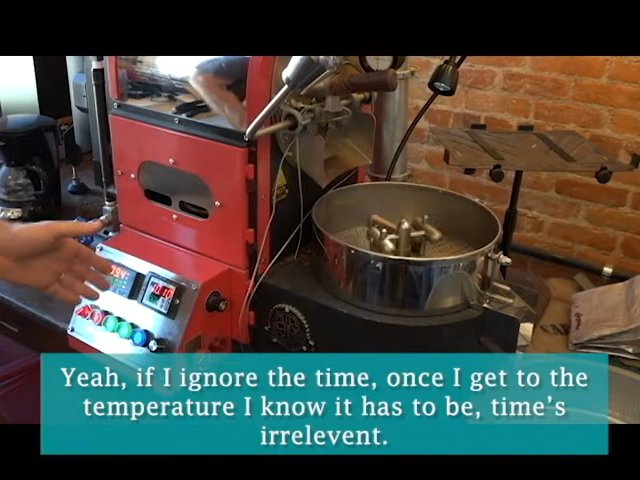 Yeah, if I ignore the time, once I get to the
temperature I know it has to be, time's
irrelevent.